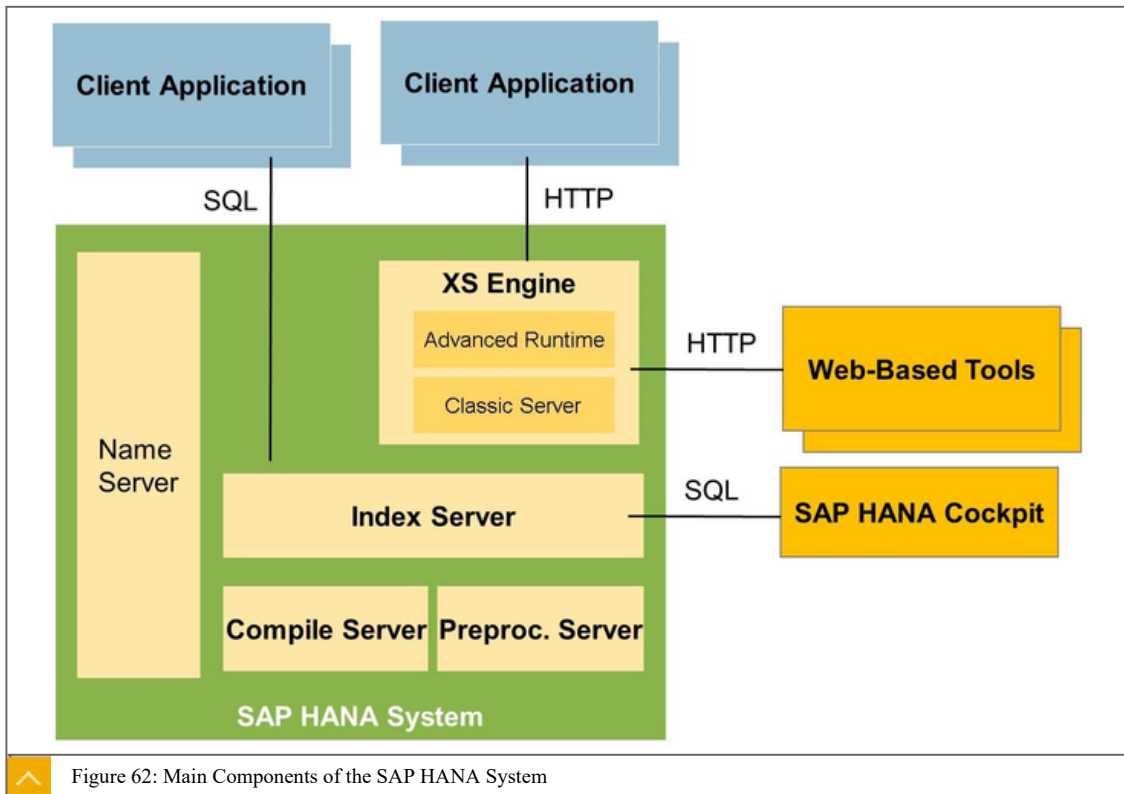 Client Application
Client Application
SQL
HTTP
XS Engine
Advanced Runtime
Classic Server
HTTP
Web-Based Tools
Name
Server
Index Server
SQL
SAP HANA Cockpit
Compile Server
Preproc. Server
SAP HANA System
Figure 62: Main Components of the SAP HANA System